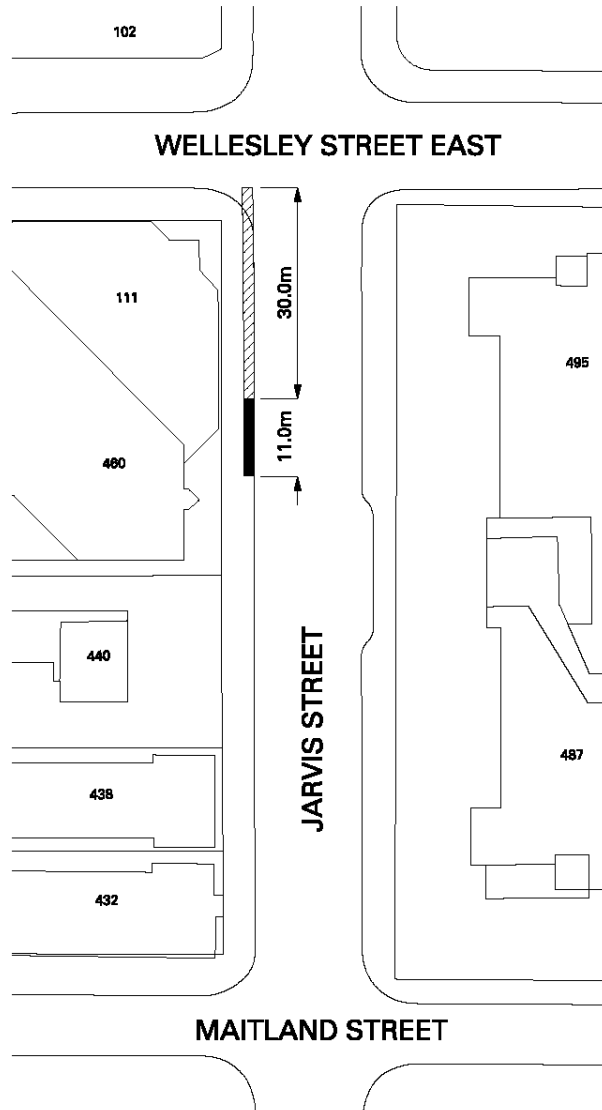 102
WELLESLEY STREET EAST
111
30.0m
495
11.0m
460
440
JARVIS STREET
487
438
432
MAITLAND STREET